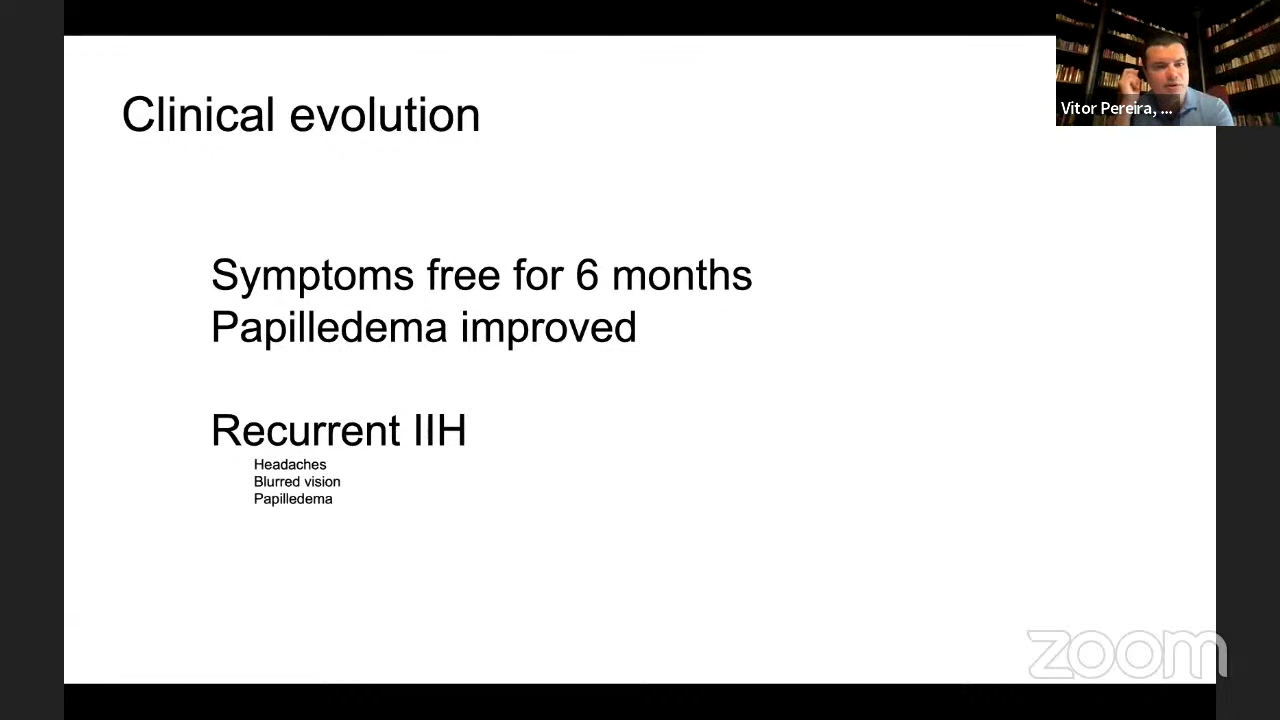 Vitor Pereira, ...
Clinical evolution
Symptoms free for 6 months
Papilledema improved
Recurrent IIH
Headaches
Blurred vision
Papilledema
zoom